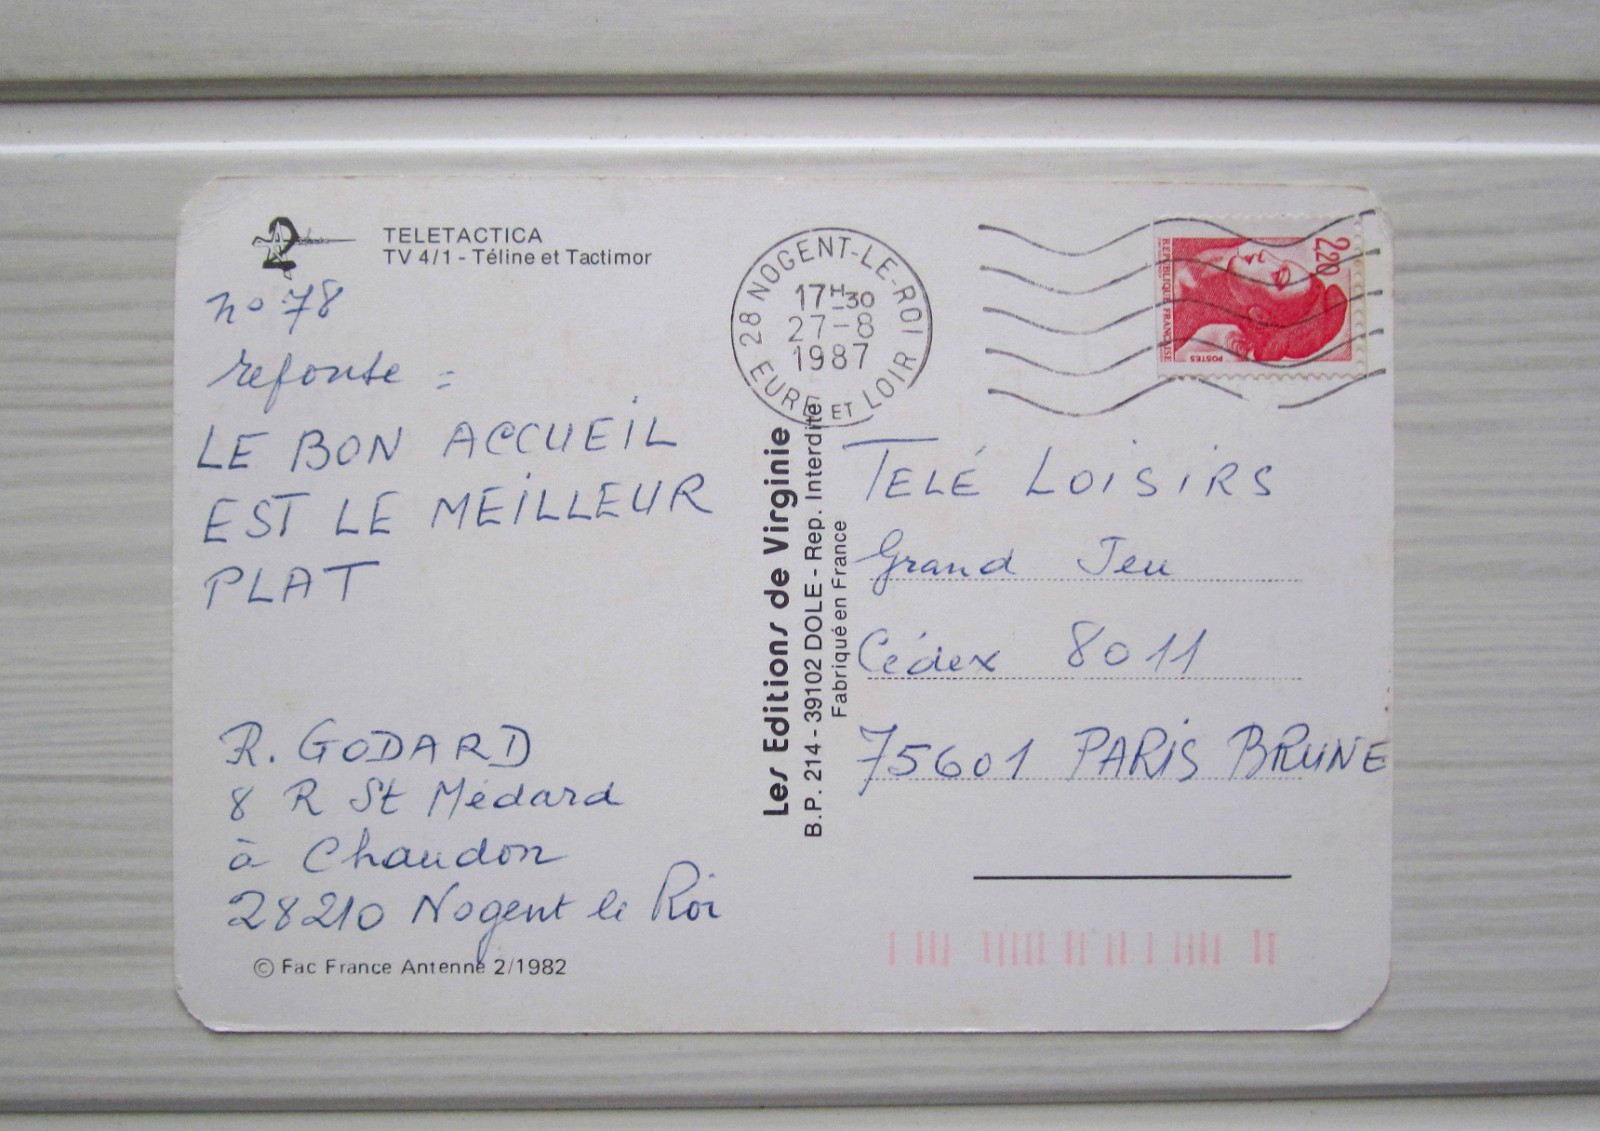 TELETACTICA
TV 4/1 - Téline et Tactimor
n° 78
reponse =
LE BON ACCUEIL
EST LE MEILLEUR
PLAT
R. GODARD
8 R St Médard
à Chaudon
28210 Nogent le Roi
© Fac France Antenne 2/1982
Les Editions de Virginie
B.P. 214 - 39102 DOLE - Rep. Interdite
Fabriqué en France
28 NOGENT-LE-ROI
17H30
27-8
1987
EURE ET LOIR
2,20
REPUBLIQUE FRANÇAISE
POSTES
TELÉ LOISIRS
Grand Jeu
Cédex 8011
75601 PARIS BRUNE